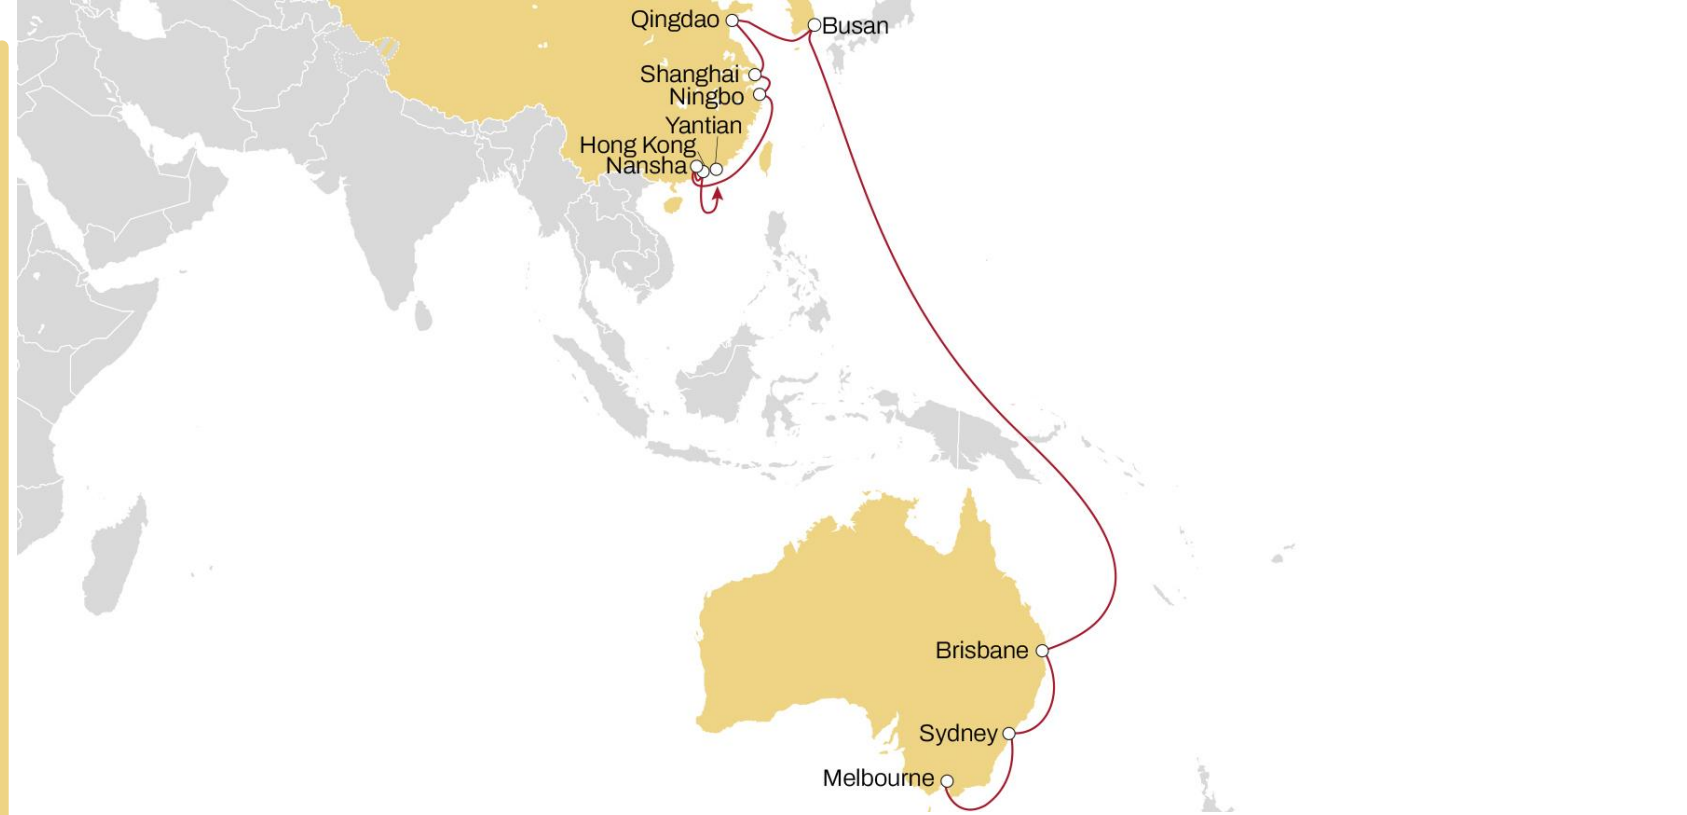 Qingdao
Busan
Shanghai
Ningbo
Yantian
Hong Kong
Nansha
Brisbane
Sydney
Melbourne